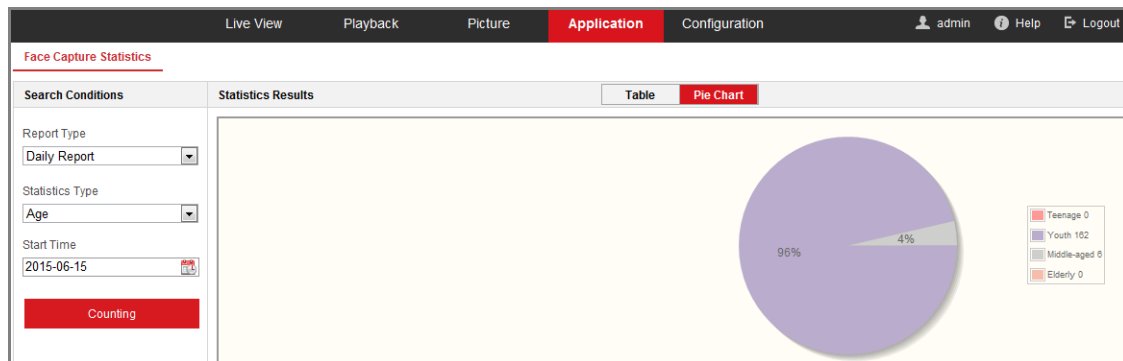 Live View Playback Picture Application Configuration admin Help Logout
Face Capture Statistics
Search Conditions
Statistics Results Table Pie Chart
Report Type
Daily Report
Statistics Type
Age
Start Time
2015-06-15
Counting
96%
4%
Teenage 0
Youth 162
Middle-aged 6
Elderly 0